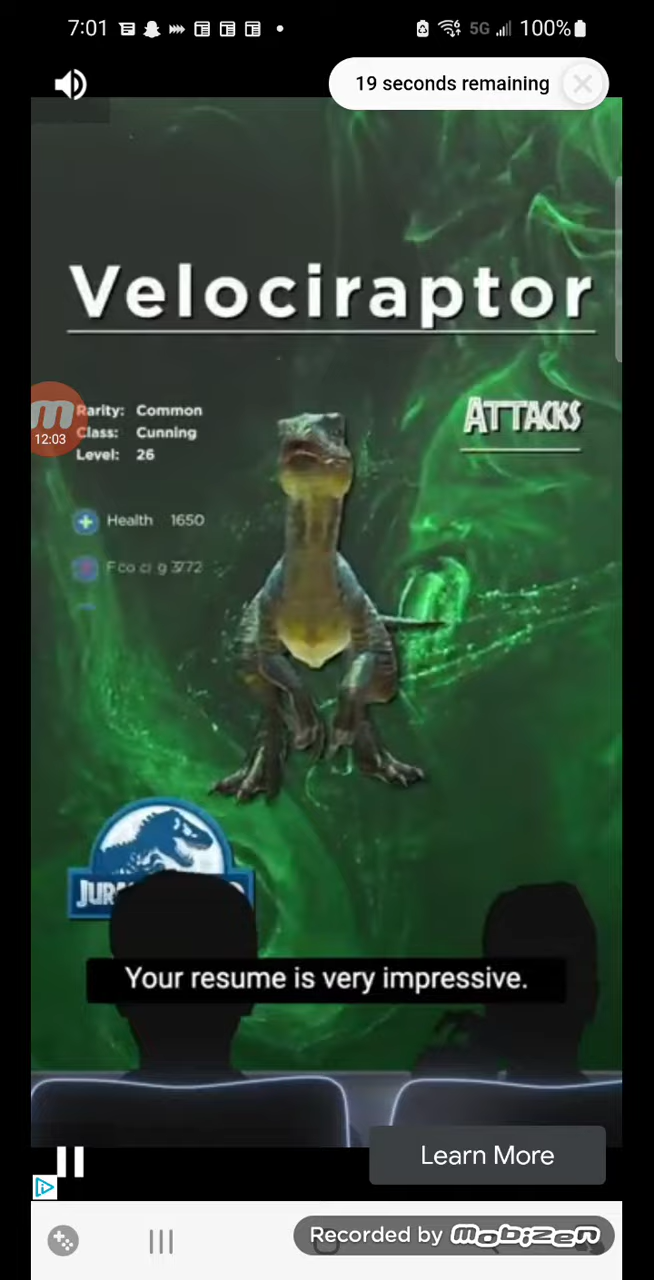 7:01
5G
100%
19 seconds remaining
Velociraptor
12:03
Rarity: Common
Class: Cunning
Level: 26
ATTACKS
Health 1650
JUR
Your resume is very impressive.
Learn More
Recorded by mobizen